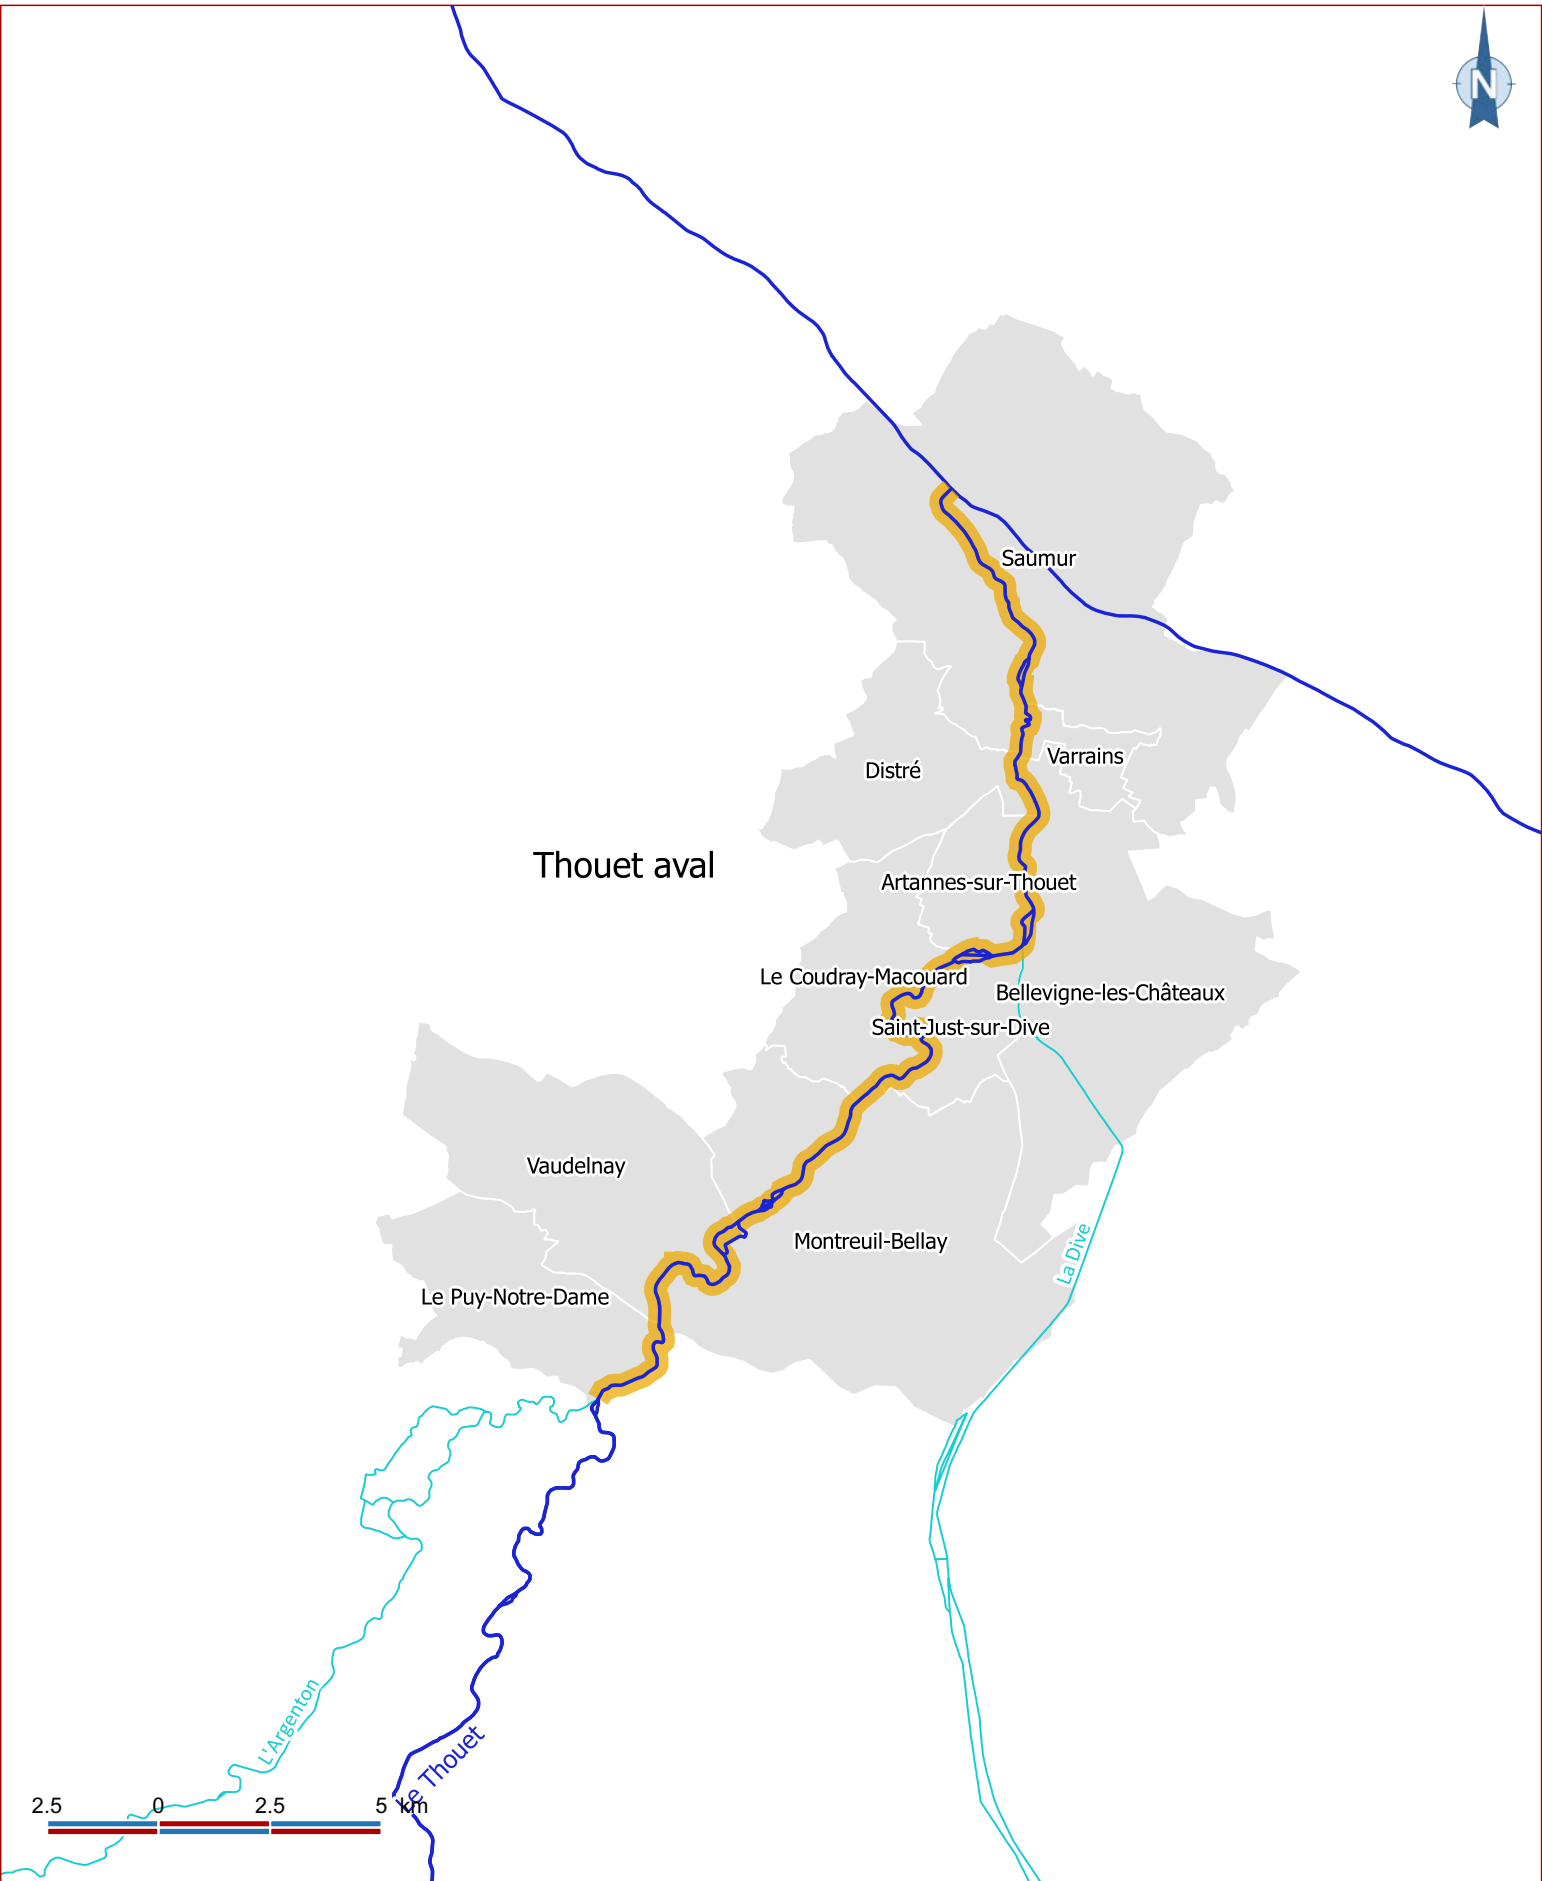 N
Saumur
Varrains
Distré
Thouet aval
Artannes-sur-Thouet
Le Coudray-Macouard
Bellevigne-les-Châteaux
Saint-Just-sur-Dive
Vaudelnay
Montreuil-Bellay
La Dive
Le Puy-Notre-Dame
L'Argenton
Le Thouet
2.5 0 2.5 5 km